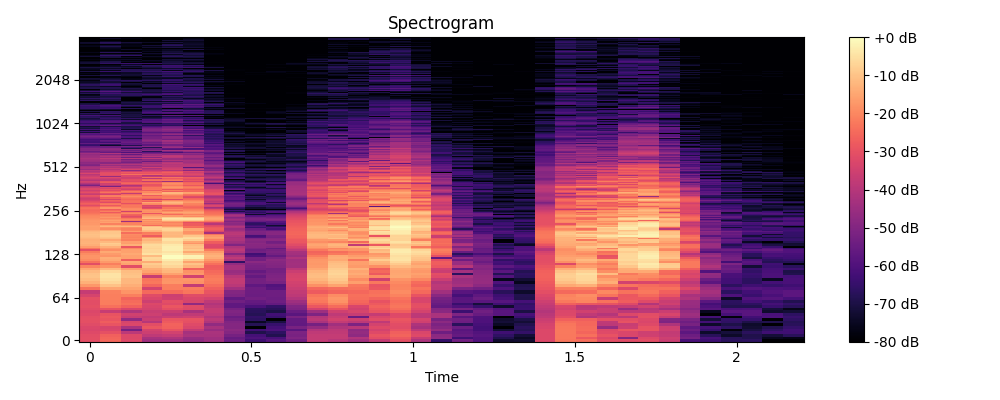 Spectrogram
Hz
2048
1024
512
256
128
64
0
0
0.5
1
1.5
2
Time
+0 dB
-10 dB
-20 dB
-30 dB
-40 dB
-50 dB
-60 dB
-70 dB
-80 dB